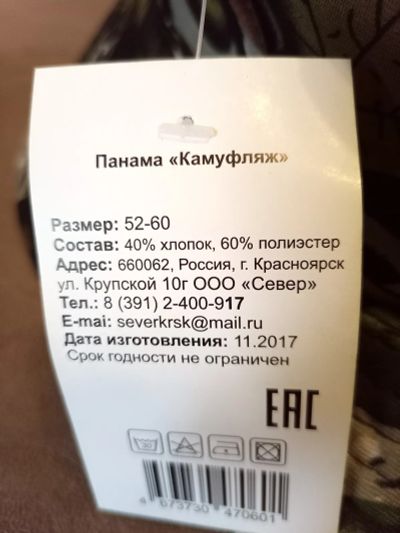 Панама «Камуфляж»
Размер: 52-60
Состав: 40% хлопок, 60% полиэстер
Адрес: 660062, Россия, г. Красноярск
ул. Крупской 10г ООО «Север»
Тел.: 8 (391) 2-400-917
E-mai: severkrsk@mail.ru
Дата изготовления: 11.2017
Срок годности не ограничен
ЕАС
30
4 673730 470601